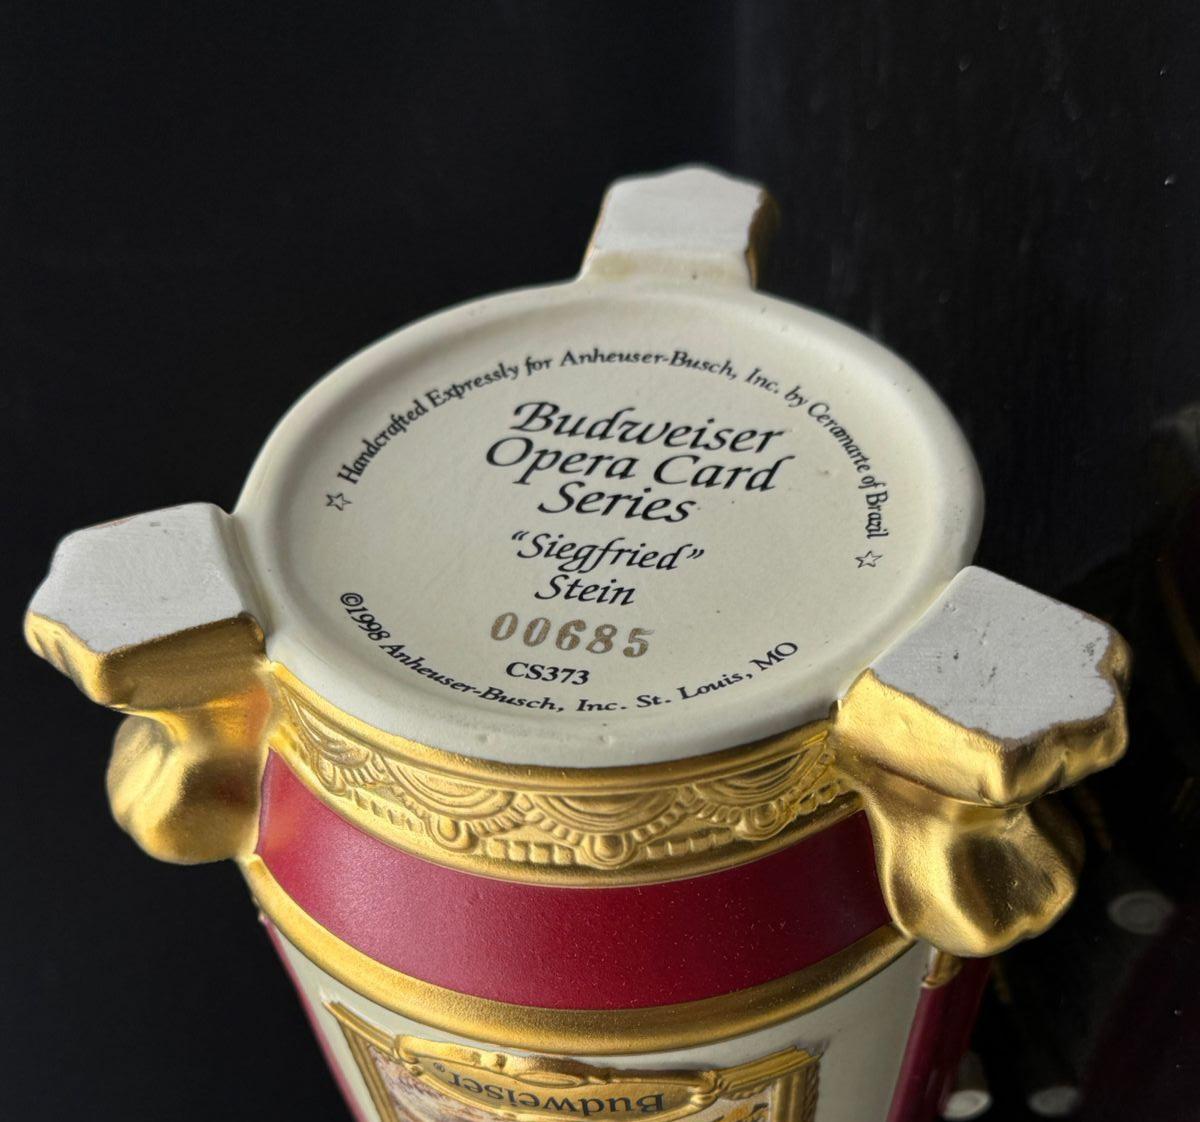 ☆ Handcrafted Expressly for Anheuser-Busch, Inc. by Ceramarte of Brazil ☆
Budweiser
Opera Card
Series
“Siegfried”
Stein
00685
CS373
©1998 Anheuser-Busch, Inc. St. Louis, MO
Budweiser®